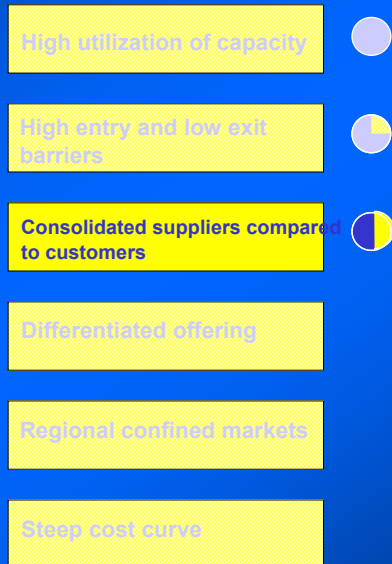 High utilization of capacity
High entry and low exit
barriers
Consolidated suppliers compared
to customers
Differentiated offering
Regional confined markets
Steep cost curve